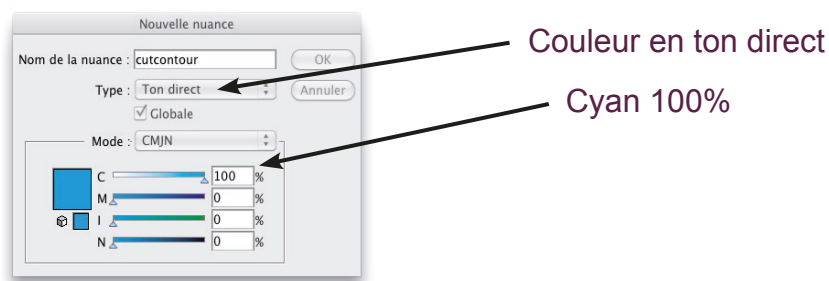 Nouvelle nuance
Nom de la nuance : cutcontour OK
Type : Ton direct Annuler
Globale
Mode : CMJN
C 100 %
M 0 %
I 0 %
N 0 %
Couleur en ton direct
Cyan 100%